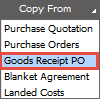 Copy From
Purchase Quotation
Purchase Orders
Goods Receipt PO
Blanket Agreement
Landed Costs